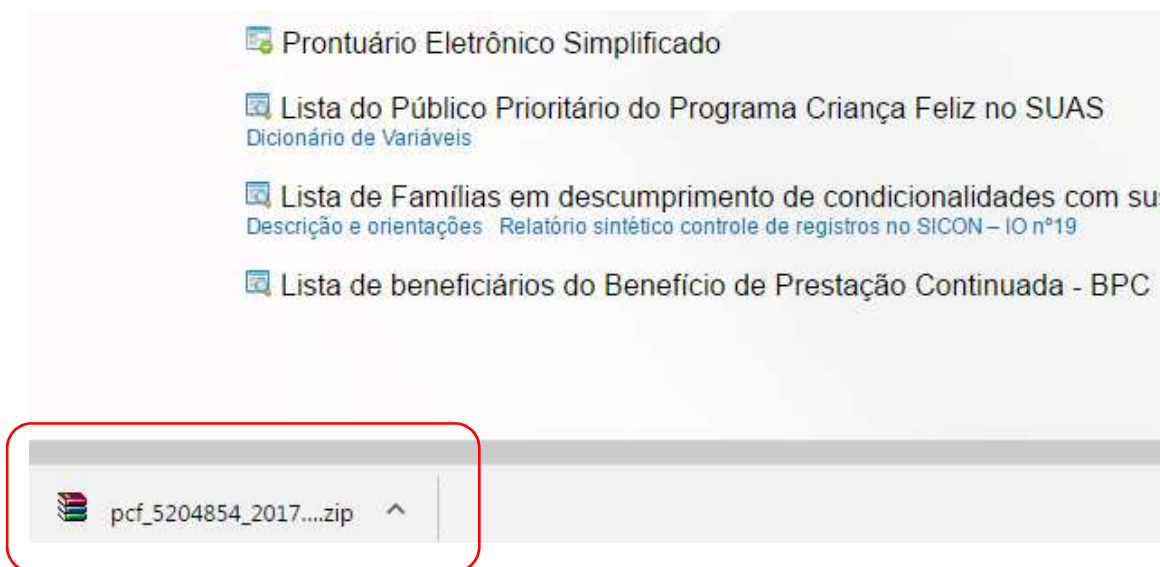 Prontuário Eletrônico Simplificado
Lista do Público Prioritário do Programa Criança Feliz no SUAS
Dicionário de Variáveis
Lista de Famílias em descumprimento de condicionalidades com su
Descrição e orientações Relatório sintético controle de registros no SICON – IO nº19
Lista de beneficiários do Benefício de Prestação Continuada - BPC
pcf_5204854_2017....zip